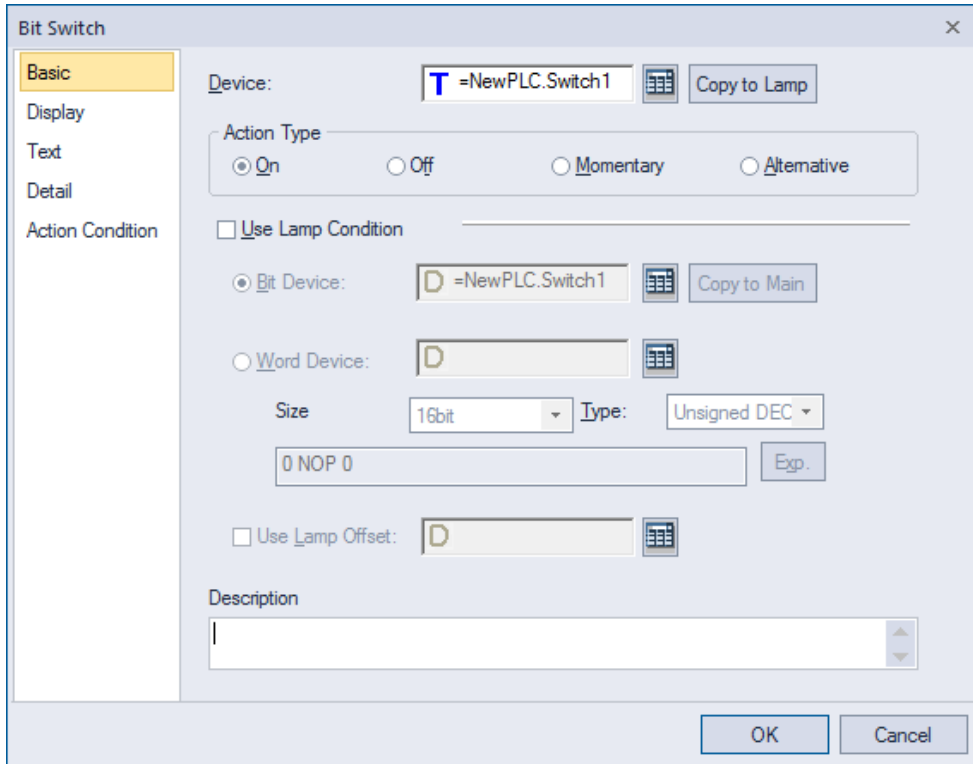 Bit Switch
Basic
Display
Text
Detail
Action Condition
Device:
T =NewPLC.Switch1
Copy to Lamp
Action Type
On Off Momentary Alternative
Use Lamp Condition
Bit Device:
D =NewPLC.Switch1
Copy to Main
Word Device:
D
Size
16bit
Type:
Unsigned DEC
0 NOP 0
Exp.
Use Lamp Offset:
D
Description
OK
Cancel